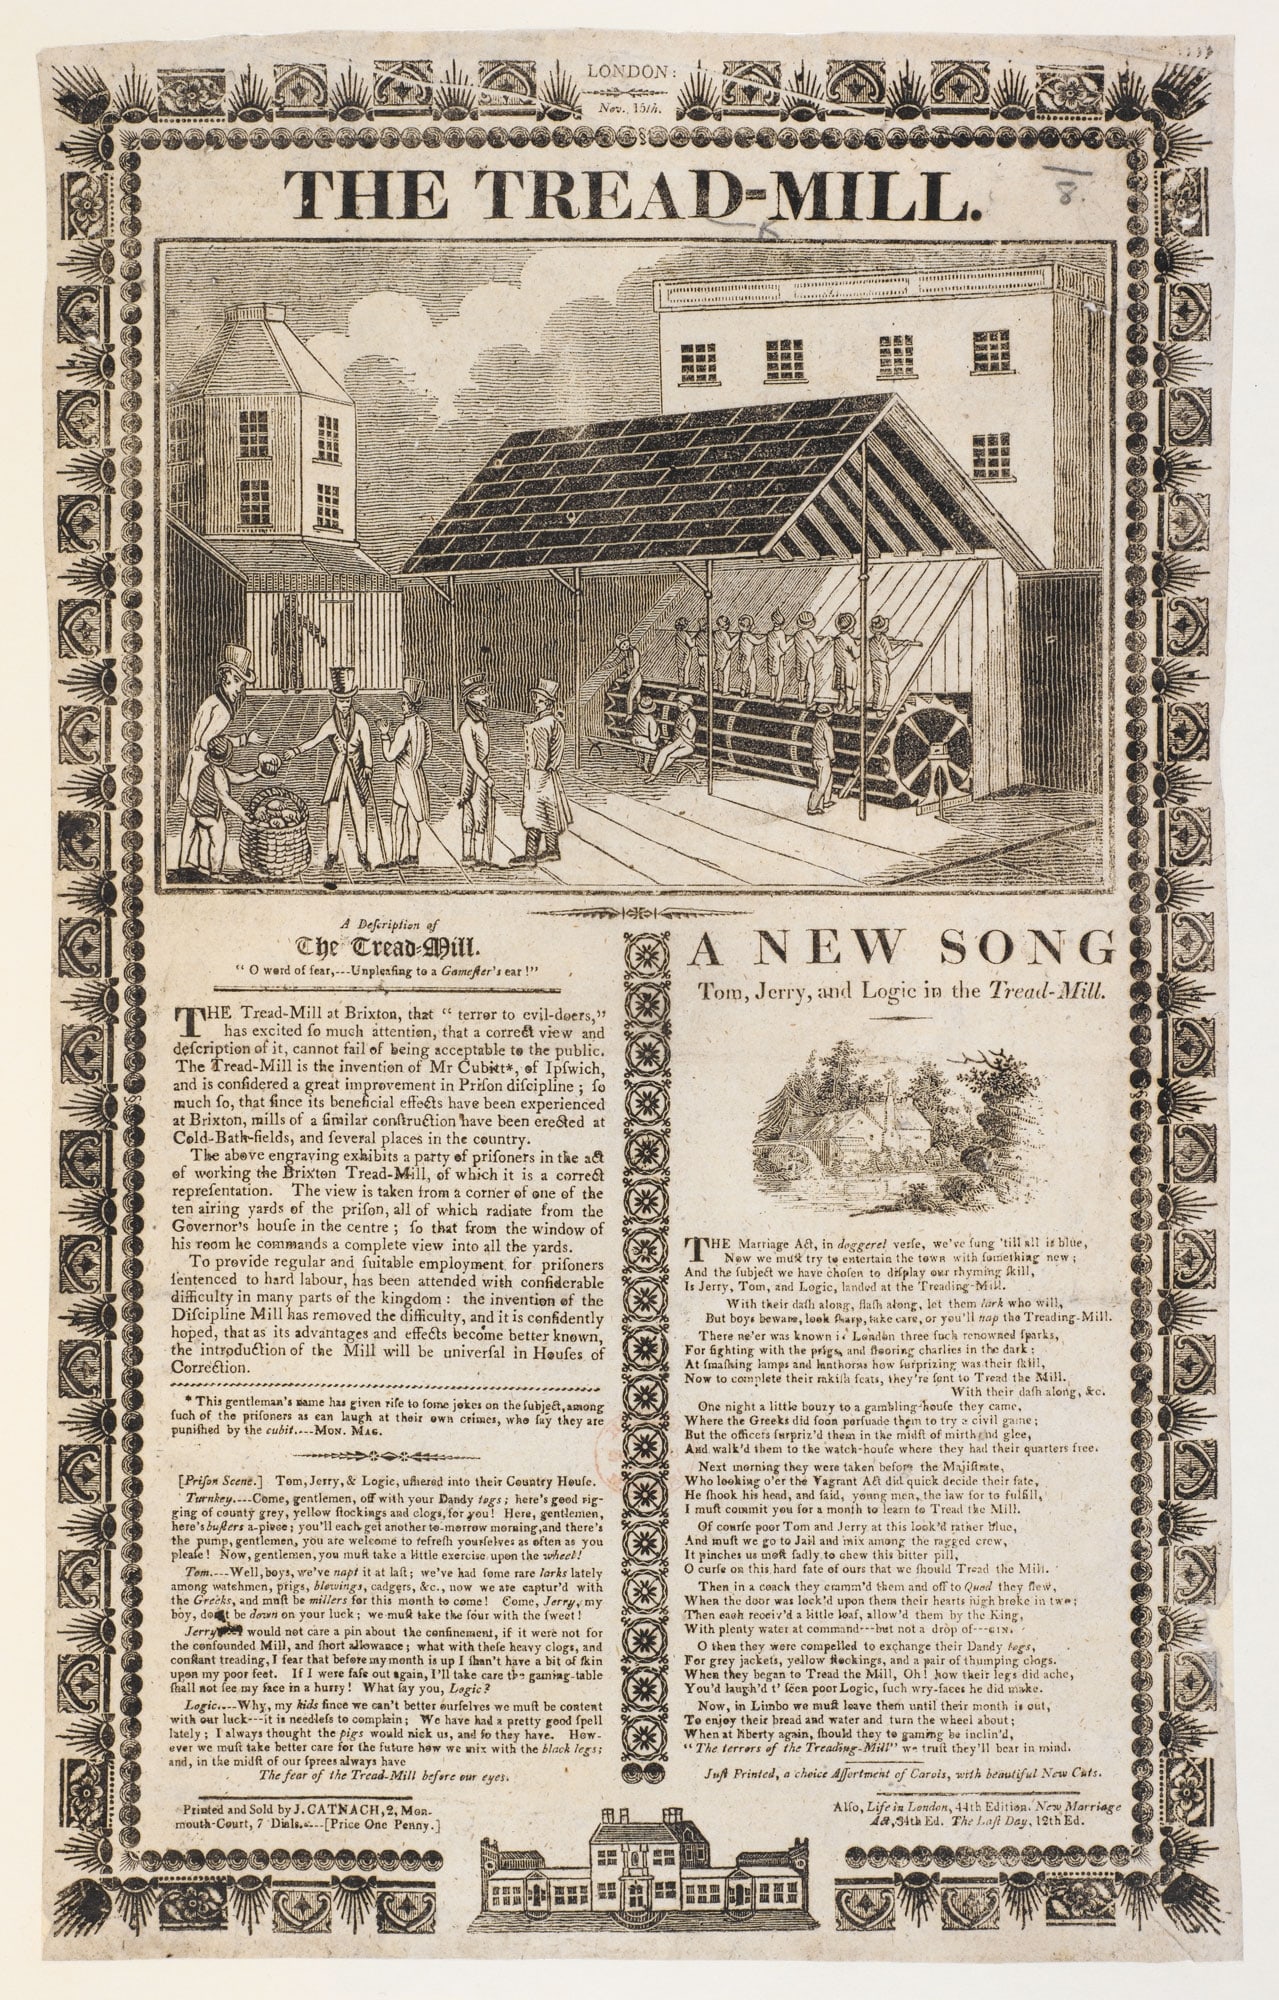 LONDON:
Nov. 15th.
THE TREAD-MILL.
8.
A Deſcription of
The Tread-Mill.
“ O word of fear,---Unpleaſing to a Gameſter's ear !”
THE Tread-Mill at Brixton, that “ terror to evil-doers,”
has excited ſo much attention, that a correct view and
deſcription of it, cannot fail of being acceptable to the public.
The Tread-Mill is the invention of Mr Cubitt*, of Ipſwich,
and is conſidered a great improvement in Priſon diſcipline ; ſo
much ſo, that ſince its beneficial effects have been experienced
at Brixton, mills of a ſimilar conſtruction have been erected at
Cold-Bath-fields, and ſeveral places in the country.
The above engraving exhibits a party of priſoners in the act
of working the Brixton Tread-Mill, of which it is a correct
repreſentation. The view is taken from a corner of one of the
ten airing yards of the priſon, all of which radiate from the
Governor's houſe in the centre ; ſo that from the window of
his room he commands a complete view into all the yards.
To provide regular and ſuitable employment for priſoners
ſentenced to hard labour, has been attended with conſiderable
difficulty in many parts of the kingdom : the invention of the
Diſcipline Mill has removed the difficulty, and it is confidently
hoped, that as its advantages and effects become better known,
the introduction of the Mill will be univerſal in Houſes of
Correction.
* This gentleman's name has given riſe to ſome jokes on the ſubject, among
ſuch of the priſoners as can laugh at their own crimes, who ſay they are
puniſhed by the cubit.---MON. MAG.
[Priſon Scene.] Tom, Jerry, & Logic, uſhered into their Country Houſe.
Turnkey.---Come, gentlemen, off with your Dandy togs ; here's good rig-
ging of county grey, yellow ſtockings and clogs, for you! Here, gentlemen,
here's buſters a-piece ; you'll each get another to-morrow morning, and there's
the pump, gentlemen, you are welcome to refreſh yourſelves as often as you
pleaſe ! Now, gentlemen, you muſt take a little exerciſe upon the wheel!
Tom.---Well, boys, we've napt it at laſt ; we've had ſome rare larks lately
among watchmen, prigs, blowings, cadgers, &c., now we are captur'd with
the Greeks, and muſt be millers for this month to come! Come, Jerry, my
boy, don't be down on your luck ; we muſt take the ſour with the ſweet !
Jerry would not care a pin about the confinement, if it were not for
the confounded Mill, and ſhort allowance ; what with theſe heavy clogs, and
conſtant treading, I fear that before my month is up I ſhan't have a bit of ſkin
upon my poor feet. If I were ſafe out again, I'll take care the gaming-table
ſhall not ſee my face in a hurry ! What ſay you, Logic ?
Logic.---Why, my kids ſince we can't better ourſelves we muſt be content
with our luck---it is needleſs to complain ; We have had a pretty good ſpell
lately ; I always thought the pigs would nick us, and ſo they have. How-
ever we muſt take better care for the future how we mix with the black legs;
and, in the midſt of our ſprees always have
The fear of the Tread-Mill before our eyes.
Printed and Sold by J. CATNACH, 2, Mon-
mouth-Court, 7 Dials.---[Price One Penny.]
A NEW SONG
Tom, Jerry, and Logic in the Tread-Mill.
THE Marriage Act, in doggerel verſe, we've ſung 'till all is blue,
Now we muſt try to entertain the town with ſomething new ;
And the ſubject we have choſen to diſplay our rhyming ſkill,
Is Jerry, Tom, and Logic, landed at the Treading-Mill.
With their daſh along, flaſh along, let them lark who will,
But boys beware, look ſharp, take care, or you'll nap the Treading-Mill.
There ne'er was known in London three ſuch renowned ſparks,
For fighting with the prigs, and flooring charlies in the dark ;
At ſmaſhing lamps and lanthorns how ſurprizing was their ſkill,
Now to complete their rakiſh feats, they're ſent to Tread the Mill.
With their daſh along, &c.
One night a little bouzy to a gambling-houſe they came,
Where the Greeks did ſoon perſuade them to try a civil game ;
But the officers ſurpriz'd them in the midſt of mirth and glee,
And walk'd them to the watch-houſe where they had their quarters free.
Next morning they were taken before the Majiſtrate,
Who looking o'er the Vagrant Act did quick decide their fate,
He ſhook his head, and ſaid, young men, the law for to fulfill,
I muſt commit you for a month to learn to Tread the Mill.
Of courſe poor Tom and Jerry at this look'd rather blue,
And muſt we go to Jail and mix among the ragged crew,
It pinches us moſt ſadly to chew this bitter pill,
O curſe on this hard fate of ours that we ſhould Tread the Mill.
Then in a coach they cramm'd them and off to Quod they flew,
When the door was lock'd upon them their hearts nigh broke in two;
Then each receiv'd a little loaf, allow'd them by the King,
With plenty water at command---but not a drop of---GIN.
O then they were compelled to exchange their Dandy togs,
For grey jackets, yellow ſtockings, and a pair of thumping clogs.
When they began to Tread the Mill, Oh! how their legs did ache,
You'd laugh'd t' ſeen poor Logic, ſuch wry-faces he did make.
Now, in Limbo we muſt leave them until their month is out,
To enjoy their bread and water and turn the wheel about ;
When at liberty again, ſhould they to gaming be inclin'd,
“ The terrors of the Treading-Mill” we truſt they'll bear in mind.
Juſt Printed, a choice Aſſortment of Carols, with beautiful New Cuts.
Alſo, Life in London, 44th Edition. New Marriage
Act, 34th Ed. The Laſt Day, 12th Ed.